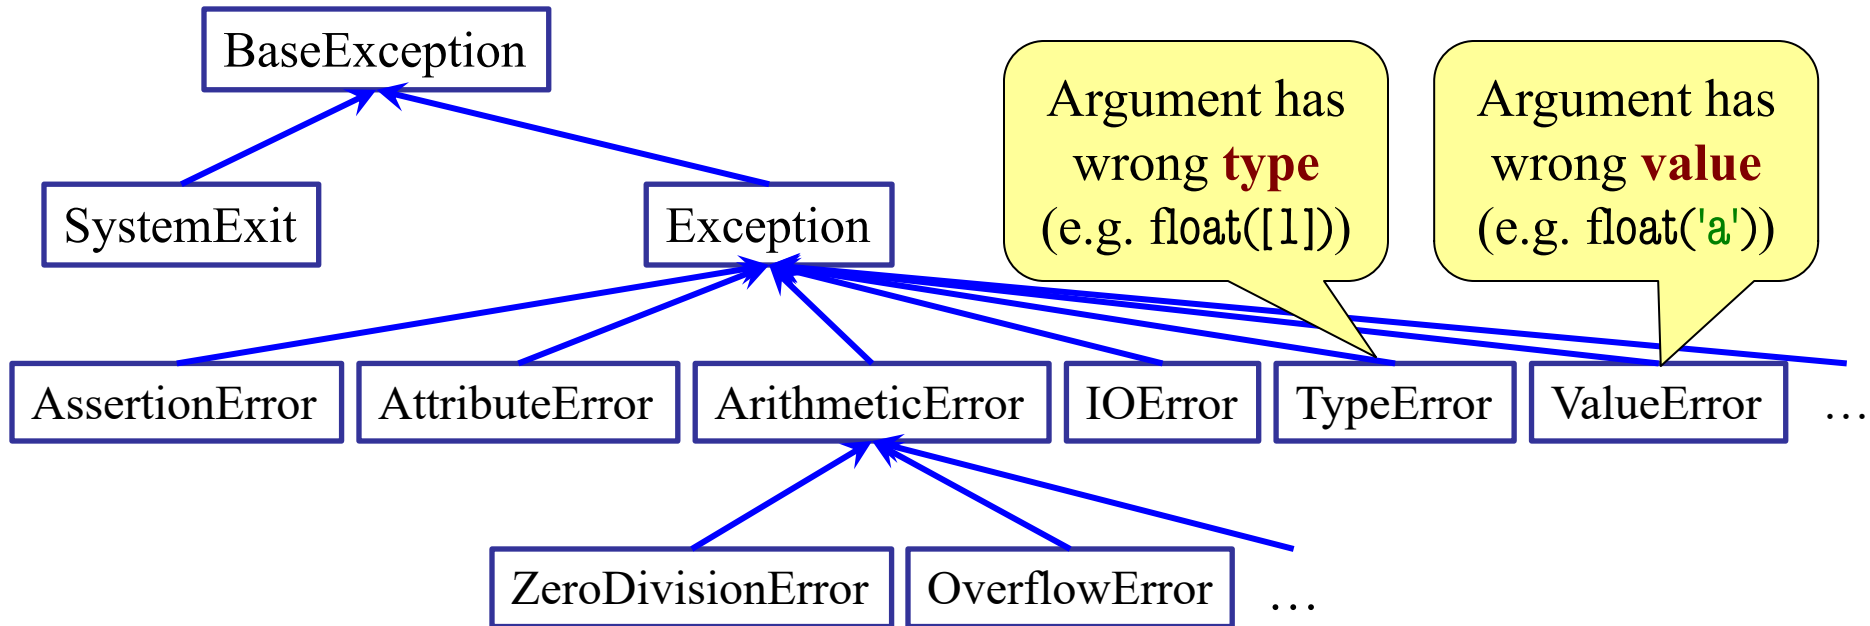 BaseException
Argument has
wrong type
(e.g. float([1]))
Argument has
wrong value
(e.g. float('a'))
SystemExit
Exception
AssertionError
AttributeError
ArithmeticError
IOError
TypeError
ValueError
…
ZeroDivisionError
OverflowError
…